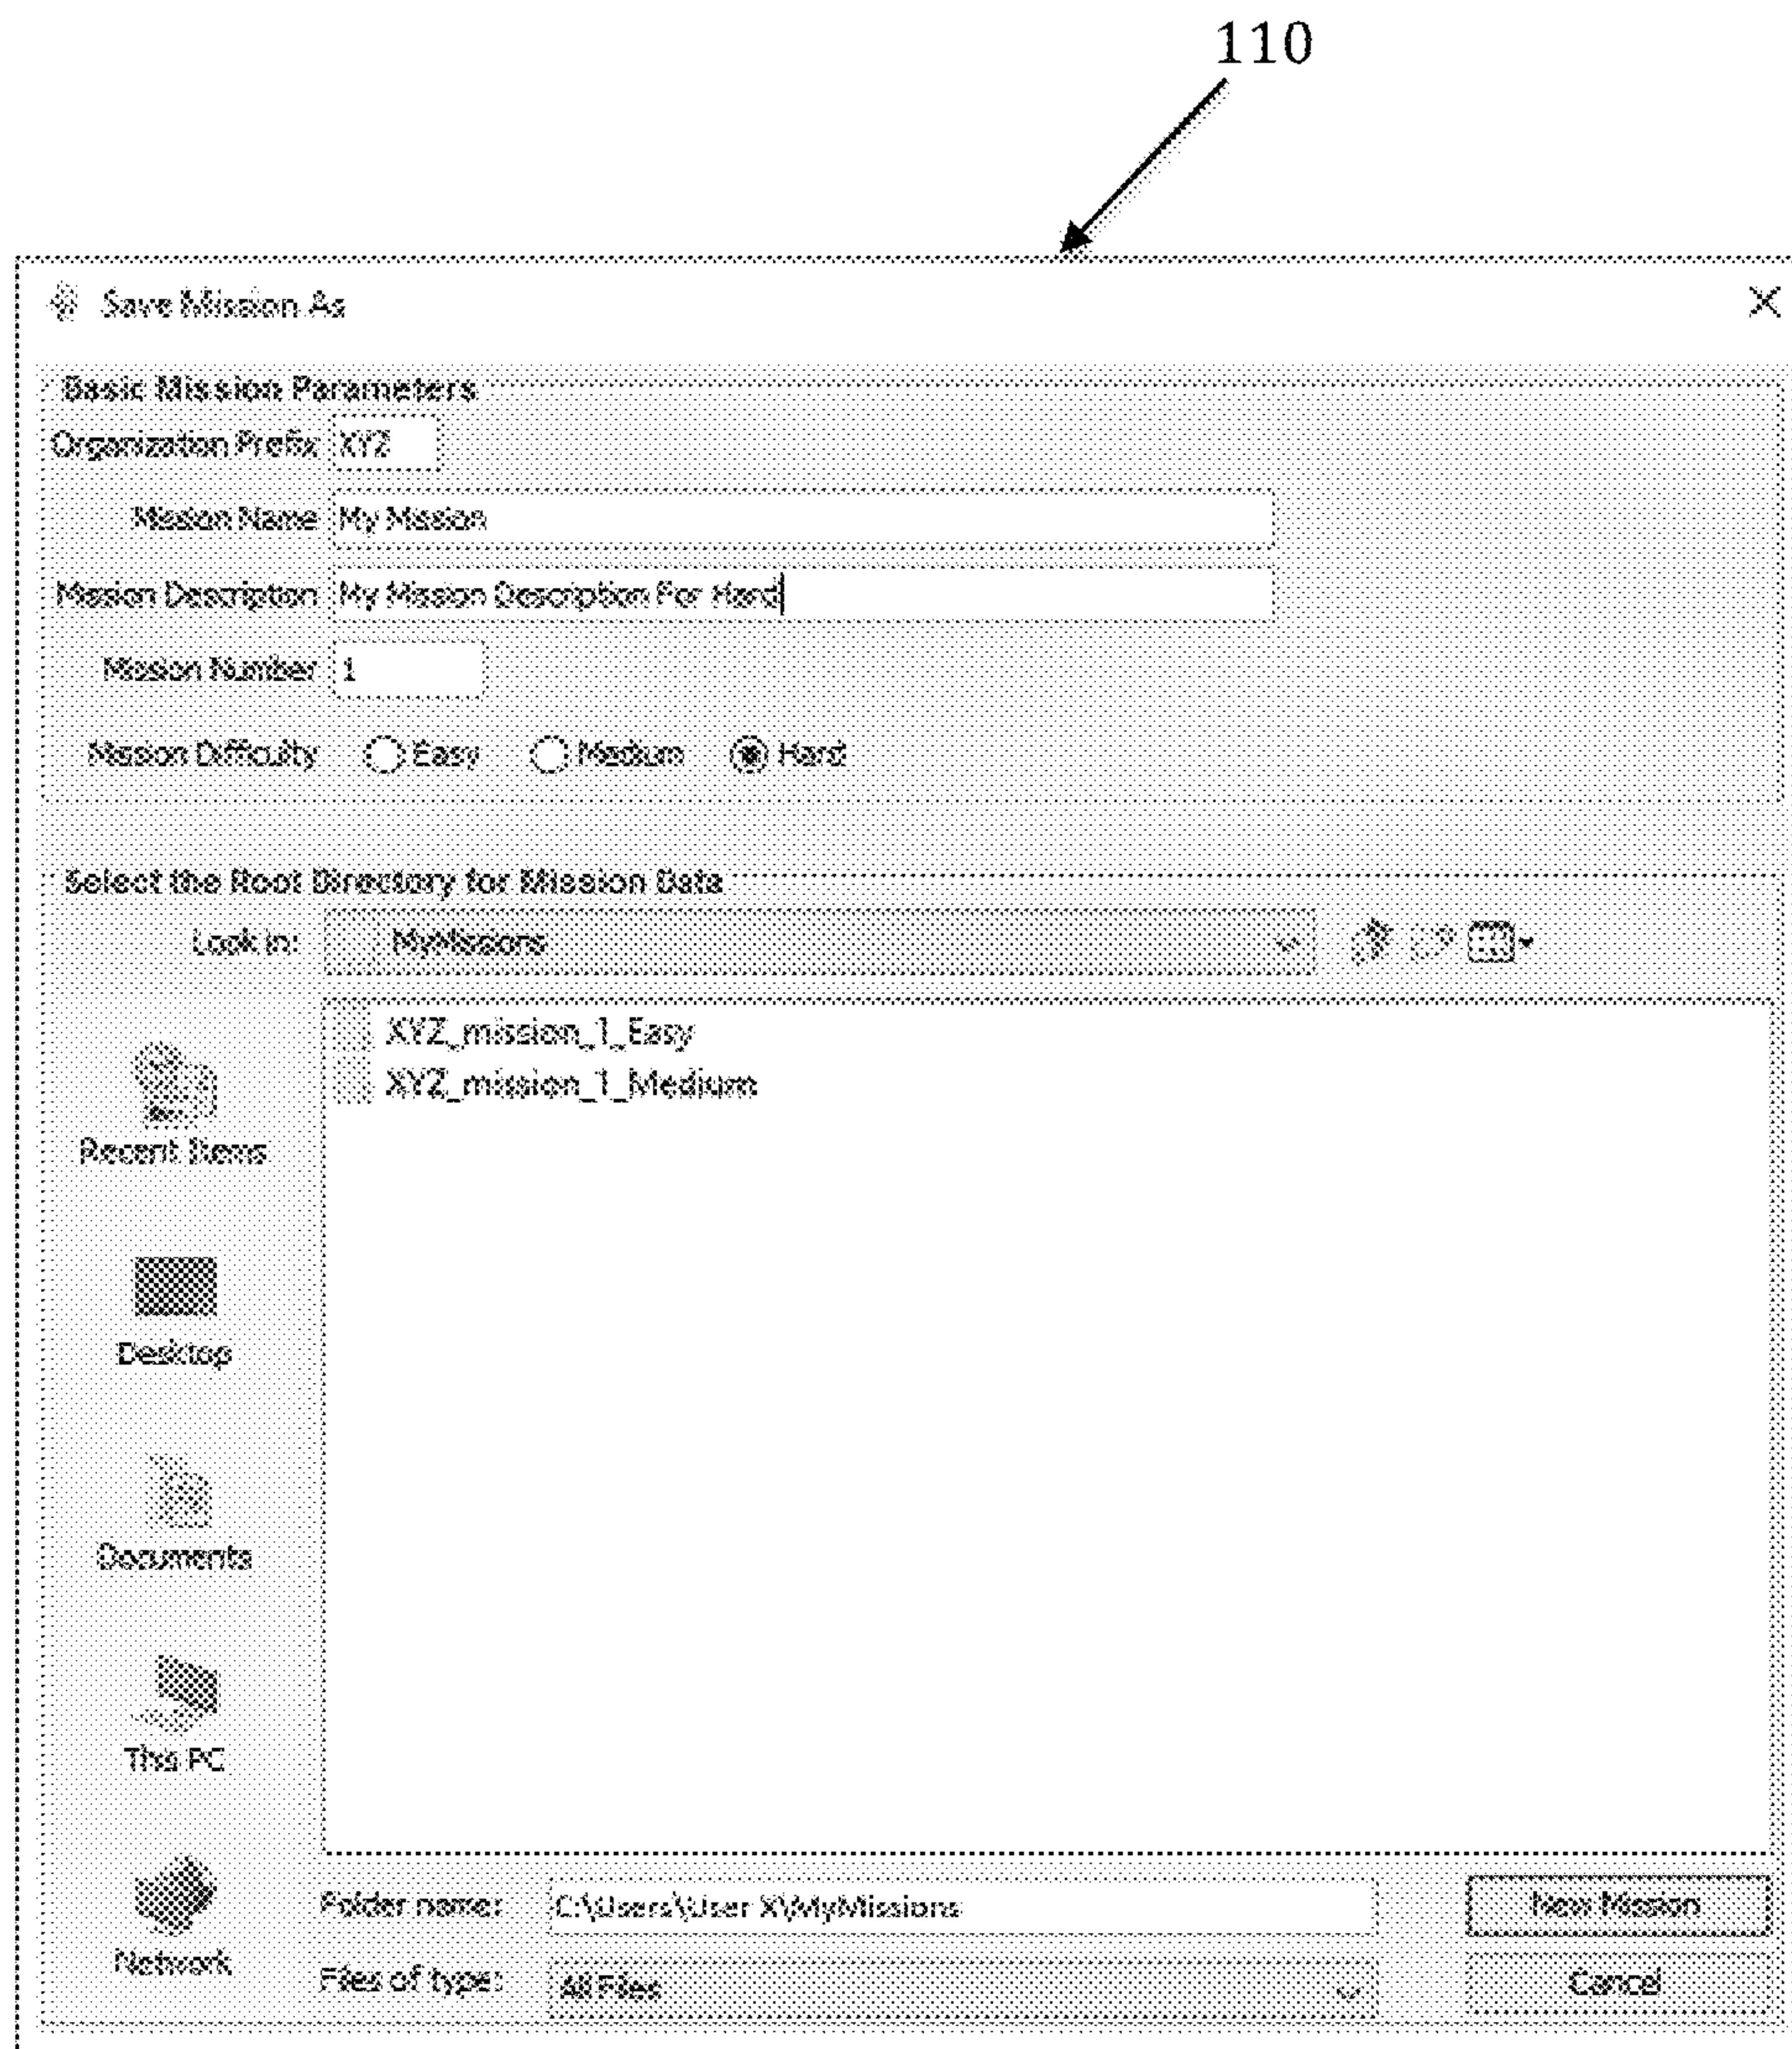 110
Save Mission As
Basic Mission Parameters
Organization Prefix XYZ
Mission Name My Mission
Mission Description My Mission Description For Hard
Mission Number 1
Mission Difficulty Easy Medium Hard
Select the Root Directory for Mission Data
Look in: MyMissions
XYZ_mission_1_Easy
XYZ_mission_1_Medium
Recent Items
Desktop
Documents
This PC
Network
Folder name: C:\Users\User X\MyMissions New Mission
Files of type: All Files Cancel